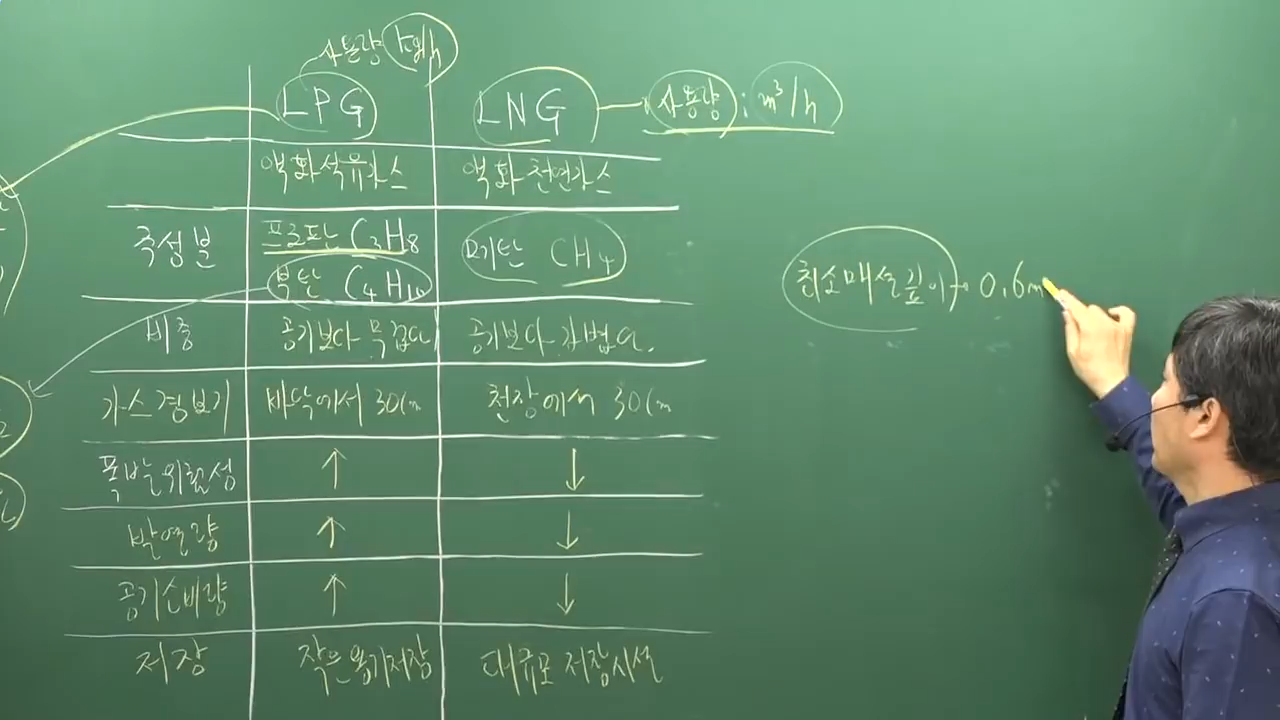 사용량 kg/h
LPG LNG 사용량 : m³/h
액화석유가스 액화천연가스
주성분 프로판 C3H8 메탄 CH4
부탄 C4H10
비중 공기보다 무겁다 공기보다 가볍다.
최소매설깊이 → 0.6m
가스경보기 바닥에서 30Cm 천장에서 30Cm
폭발위험성 ↑ ↓
발열량 ↑ ↓
공기소비량 ↑ ↓
저장 작은용기저장 대규모 저장시설